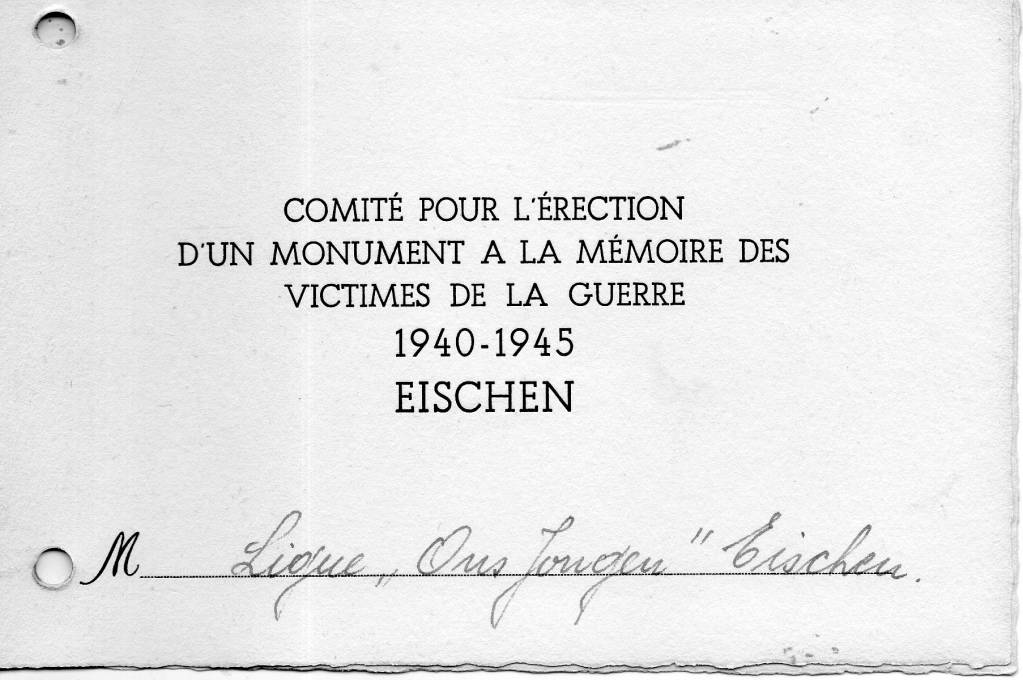 COMITÉ POUR L'ÉRECTION
D'UN MONUMENT A LA MÉMOIRE DES
VICTIMES DE LA GUERRE
1940-1945
EISCHEN
M Ligue „Ons Jongen" Eischen.